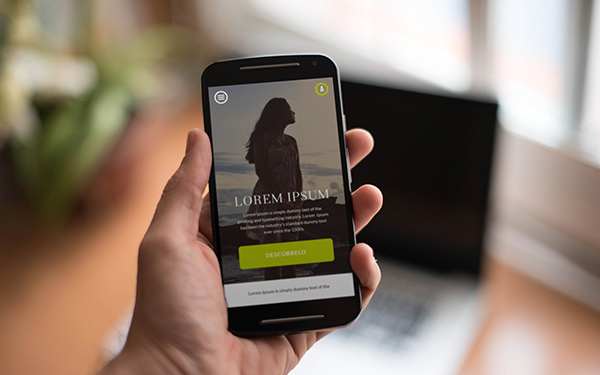 LOREM IPSUM
Lorem Ipsum is simply dummy text of the
printing and typesetting industry. Lorem Ipsum
has been the industry's standard dummy text
ever since the 1500s.
DESCÚBRELO
Lorem Ipsum is simply dummy text of the